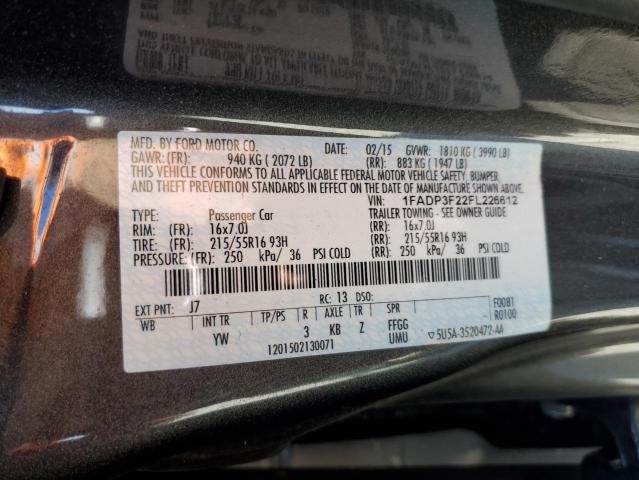 MFD. BY FORD MOTOR CO. DATE: 02/15 GVWR: 1810 KG ( 3990 LB)
GAWR: (FR): 940 KG ( 2072 LB) (RR): 883 KG ( 1947 LB)
THIS VEHICLE CONFORMS TO ALL APPLICABLE FEDERAL MOTOR VEHICLE SAFETY, BUMPER,
AND THEFT PREVENTION STANDARDS IN EFFECT ON THE DATE OF MANUFACTURE SHOWN ABOVE.
VIN: 1FADP3F22FL226612
TYPE: Passenger Car TRAILER TOWING - SEE OWNER GUIDE
RIM: (FR): 16x7.0J (RR): 16x7.0J
TIRE: (FR): 215/55R16 93H (RR): 215/55R16 93H
PRESSURE: (FR): 250 kPa/ 36 PSI COLD (RR): 250 kPa/ 36 PSI COLD
EXT PNT: J7 RC: 13 DSO: F0081
WB INT TR TP/PS R AXLE TR SPR R0100
YW 3 KB Z FFGG
UMU
1201502130071 ▽5U5A-3520472-AA